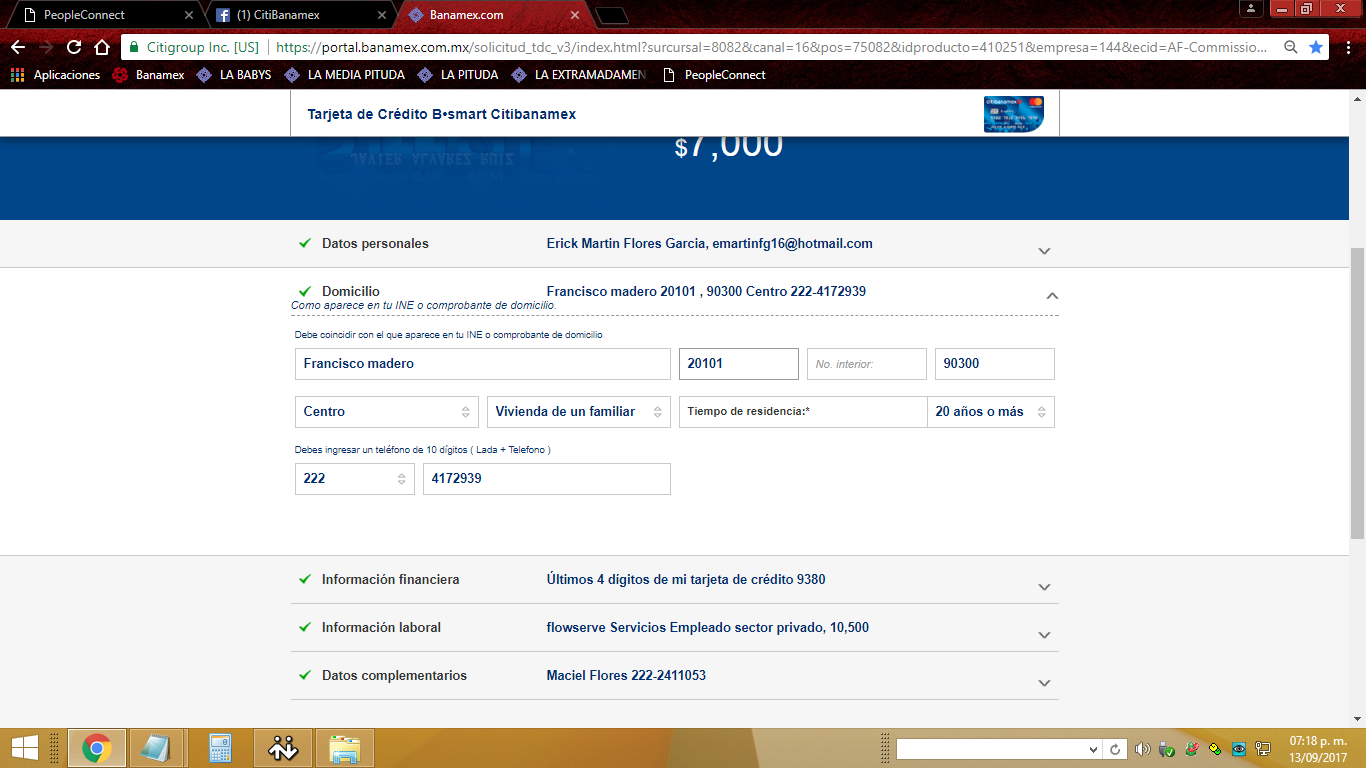 PeopleConnect
(1) CitiBanamex
Banamex.com
Citigroup Inc. [US] https://portal.banamex.com.mx/solicitud_tdc_v3/index.html?surcursal=8082&canal=16&pos=75082&idproducto=410251&empresa=144&ecid=AF-Commissio...
Aplicaciones Banamex LA BABYS LA MEDIA PITUDA LA PITUDA LA EXTRAMADAMEN PeopleConnect
Tarjeta de Crédito B•smart Citibanamex
citibanamex
$7,000
JAVIER ALVAREZ RUIZ
Datos personales Erick Martin Flores Garcia, emartinfg16@hotmail.com
Domicilio Francisco madero 20101 , 90300 Centro 222-4172939
Como aparece en tu INE o comprobante de domicilio.
Debe coincidir con el que aparece en tu INE o comprobante de domicilio
Francisco madero 20101 No. interior: 90300
Centro Vivienda de un familiar Tiempo de residencia:* 20 años o más
Debes ingresar un teléfono de 10 dígitos ( Lada + Telefono )
222 4172939
Información financiera Últimos 4 dígitos de mi tarjeta de crédito 9380
Información laboral flowserve Servicios Empleado sector privado, 10,500
Datos complementarios Maciel Flores 222-2411053
07:18 p. m.
13/09/2017